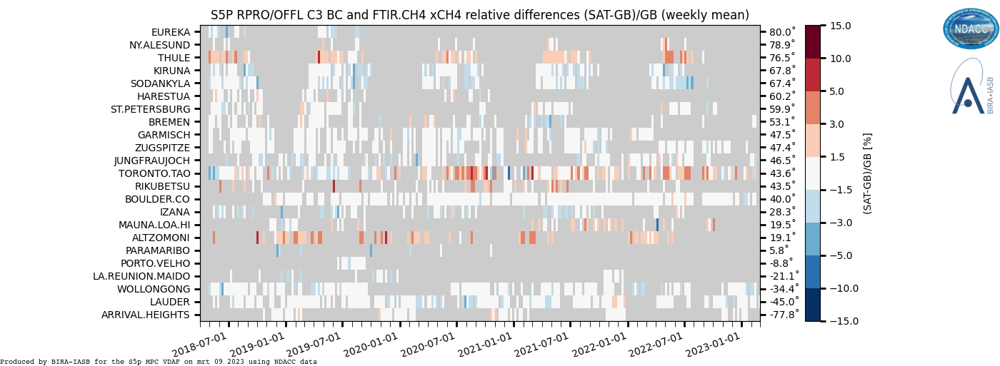 S5P RPRO/OFFL C3 BC and FTIR.CH4 xCH4 relative differences (SAT-GB)/GB (weekly mean)
EUREKA 80.0˚
NY.ALESUND 78.9˚
THULE 76.5˚
KIRUNA 67.8˚
SODANKYLA 67.4˚
HARESTUA 60.2˚
ST.PETERSBURG 59.9˚
BREMEN 53.1˚
GARMISCH 47.5˚
ZUGSPITZE 47.4˚
JUNGFRAUJOCH 46.5˚
TORONTO.TAO 43.6˚
RIKUBETSU 43.5˚
BOULDER.CO 40.0˚
IZANA 28.3˚
MAUNA.LOA.HI 19.5˚
ALTZOMONI 19.1˚
PARAMARIBO 5.8˚
PORTO.VELHO -8.8˚
LA.REUNION.MAIDO -21.1˚
WOLLONGONG -34.4˚
LAUDER -45.0˚
ARRIVAL.HEIGHTS -77.8˚
2018-07-01 2019-01-01 2019-07-01 2020-01-01 2020-07-01 2021-01-01 2021-07-01 2022-01-01 2022-07-01 2023-01-01
15.0
10.0
5.0
3.0
1.5
−1.5
−3.0
−5.0
−10.0
−15.0
(SAT-GB)/GB [%]
NDACC
BIRA•IASB
Produced by BIRA-IASB for the S5p MPC VDAF on mrt 09 2023 using NDACC data